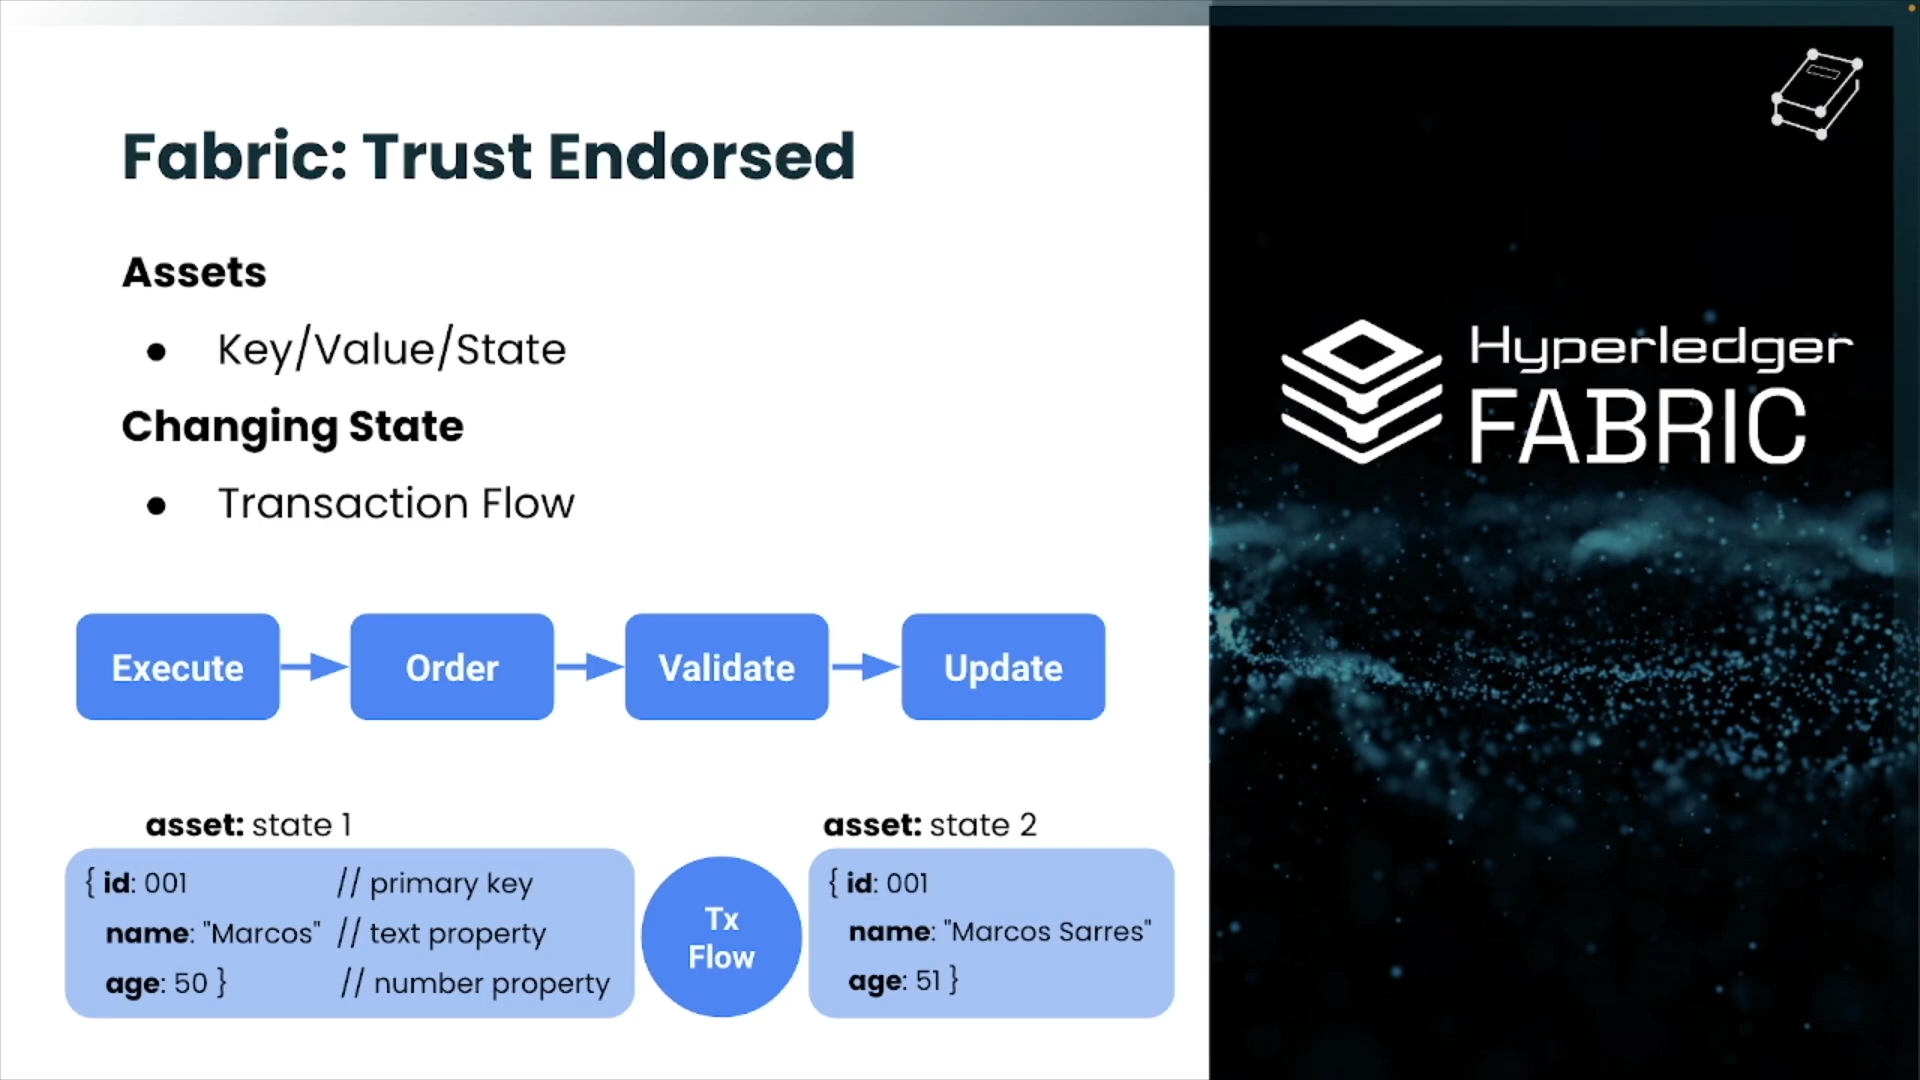 Fabric: Trust Endorsed
Assets
● Key/Value/State
Changing State
● Transaction Flow
Execute
Order
Validate
Update
asset: state 1
{ id: 001 // primary key
name: "Marcos" // text property
age: 50 } // number property
Tx
Flow
asset: state 2
{ id: 001
name: "Marcos Sarres"
age: 51 }
Hyperledger
FABRIC